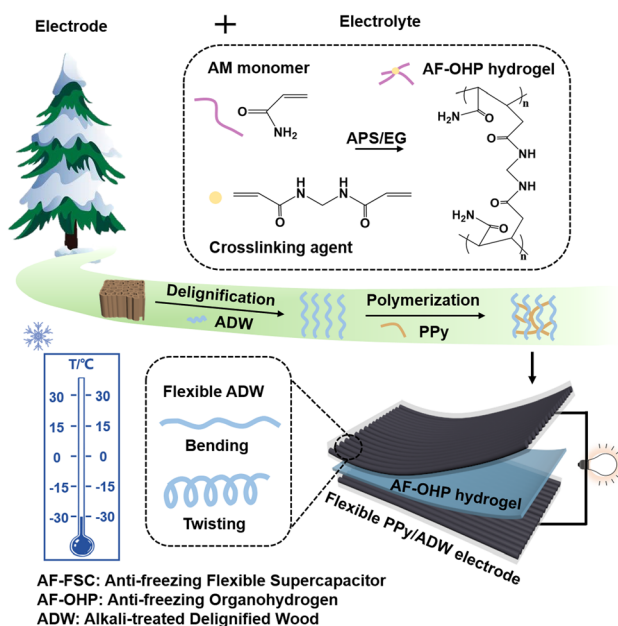 Electrode
+
Electrolyte
AM monomer
AF-OHP hydrogel
O
NH₂
APS/EG
n
H₂N
O
O
NH
NH
O
H₂N
O
n
H
N
H
N
O
O
Crosslinking agent
Delignification
ADW
Polymerization
PPy
T/°C
30 30
15 15
0 0
-15 -15
-30 -30
Flexible ADW
Bending
Twisting
AF-OHP hydrogel
Flexible PPy/ADW electrode
AF-FSC: Anti-freezing Flexible Supercapacitor
AF-OHP: Anti-freezing Organohydrogen
ADW: Alkali-treated Delignified Wood